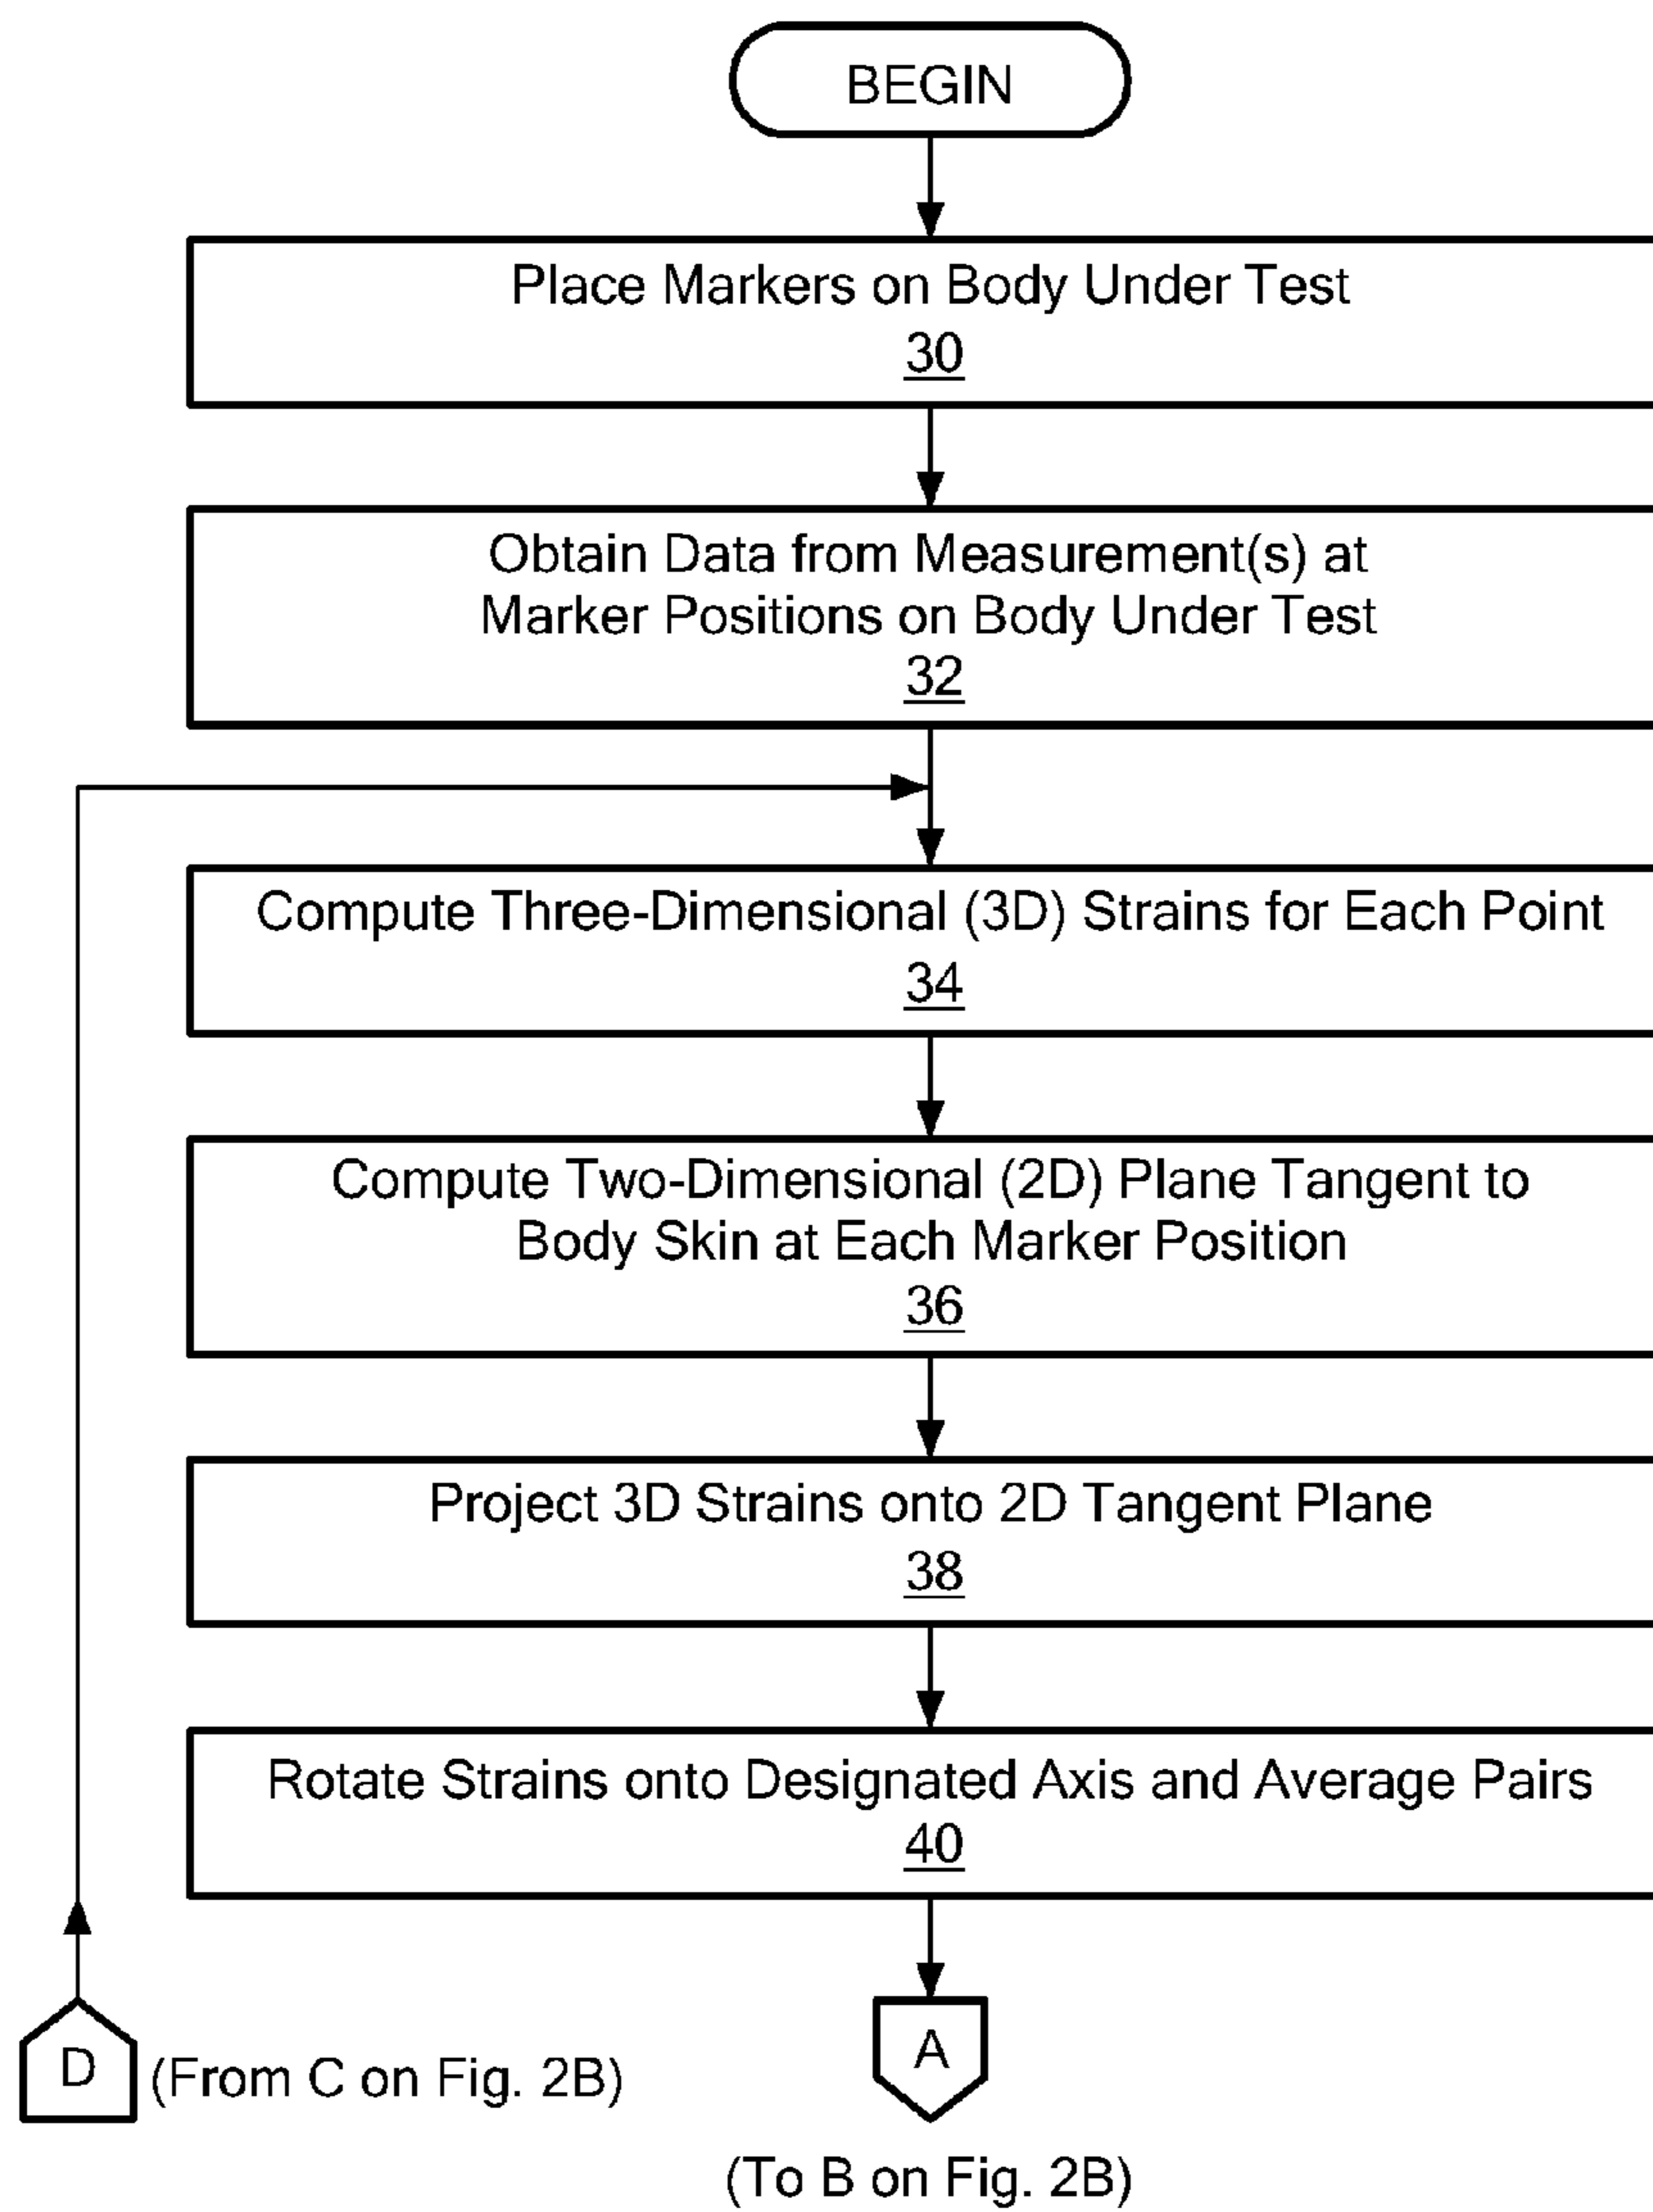 BEGIN
Place Markers on Body Under Test
30
Obtain Data from Measurement(s) at
Marker Positions on Body Under Test
32
Compute Three-Dimensional (3D) Strains for Each Point
34
Compute Two-Dimensional (2D) Plane Tangent to
Body Skin at Each Marker Position
36
Project 3D Strains onto 2D Tangent Plane
38
Rotate Strains onto Designated Axis and Average Pairs
40
D
(From C on Fig. 2B)
A
(To B on Fig. 2B)